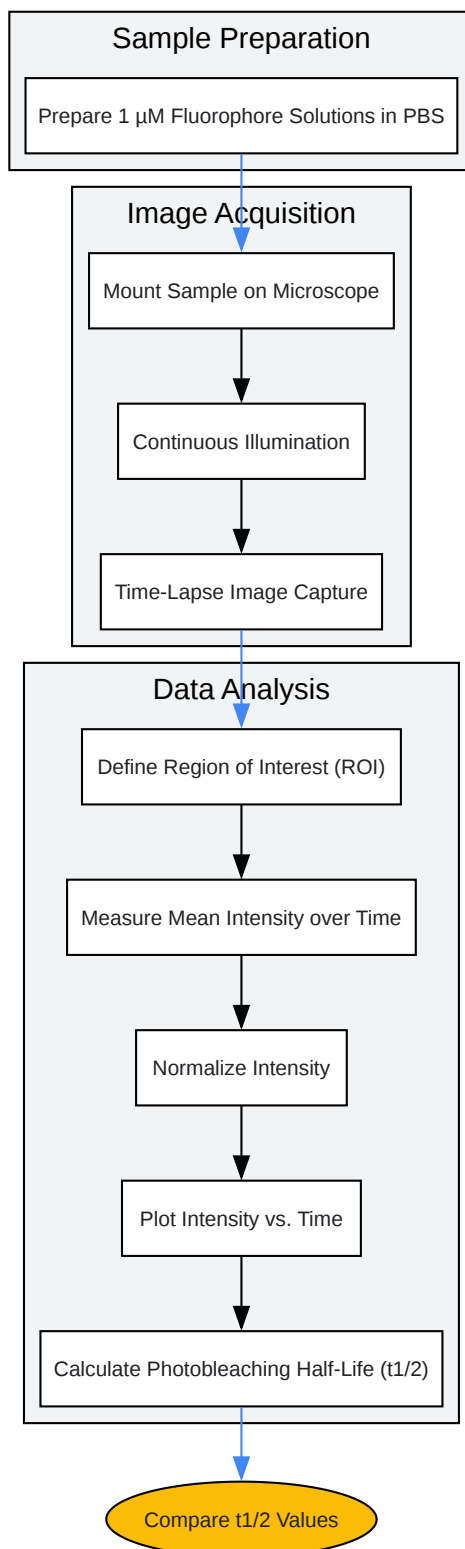 Sample Preparation
Prepare 1 µM Fluorophore Solutions in PBS
Image Acquisition
Mount Sample on Microscope
Continuous Illumination
Time-Lapse Image Capture
Data Analysis
Define Region of Interest (ROI)
Measure Mean Intensity over Time
Normalize Intensity
Plot Intensity vs. Time
Calculate Photobleaching Half-Life (t1/2)
Compare t1/2 Values